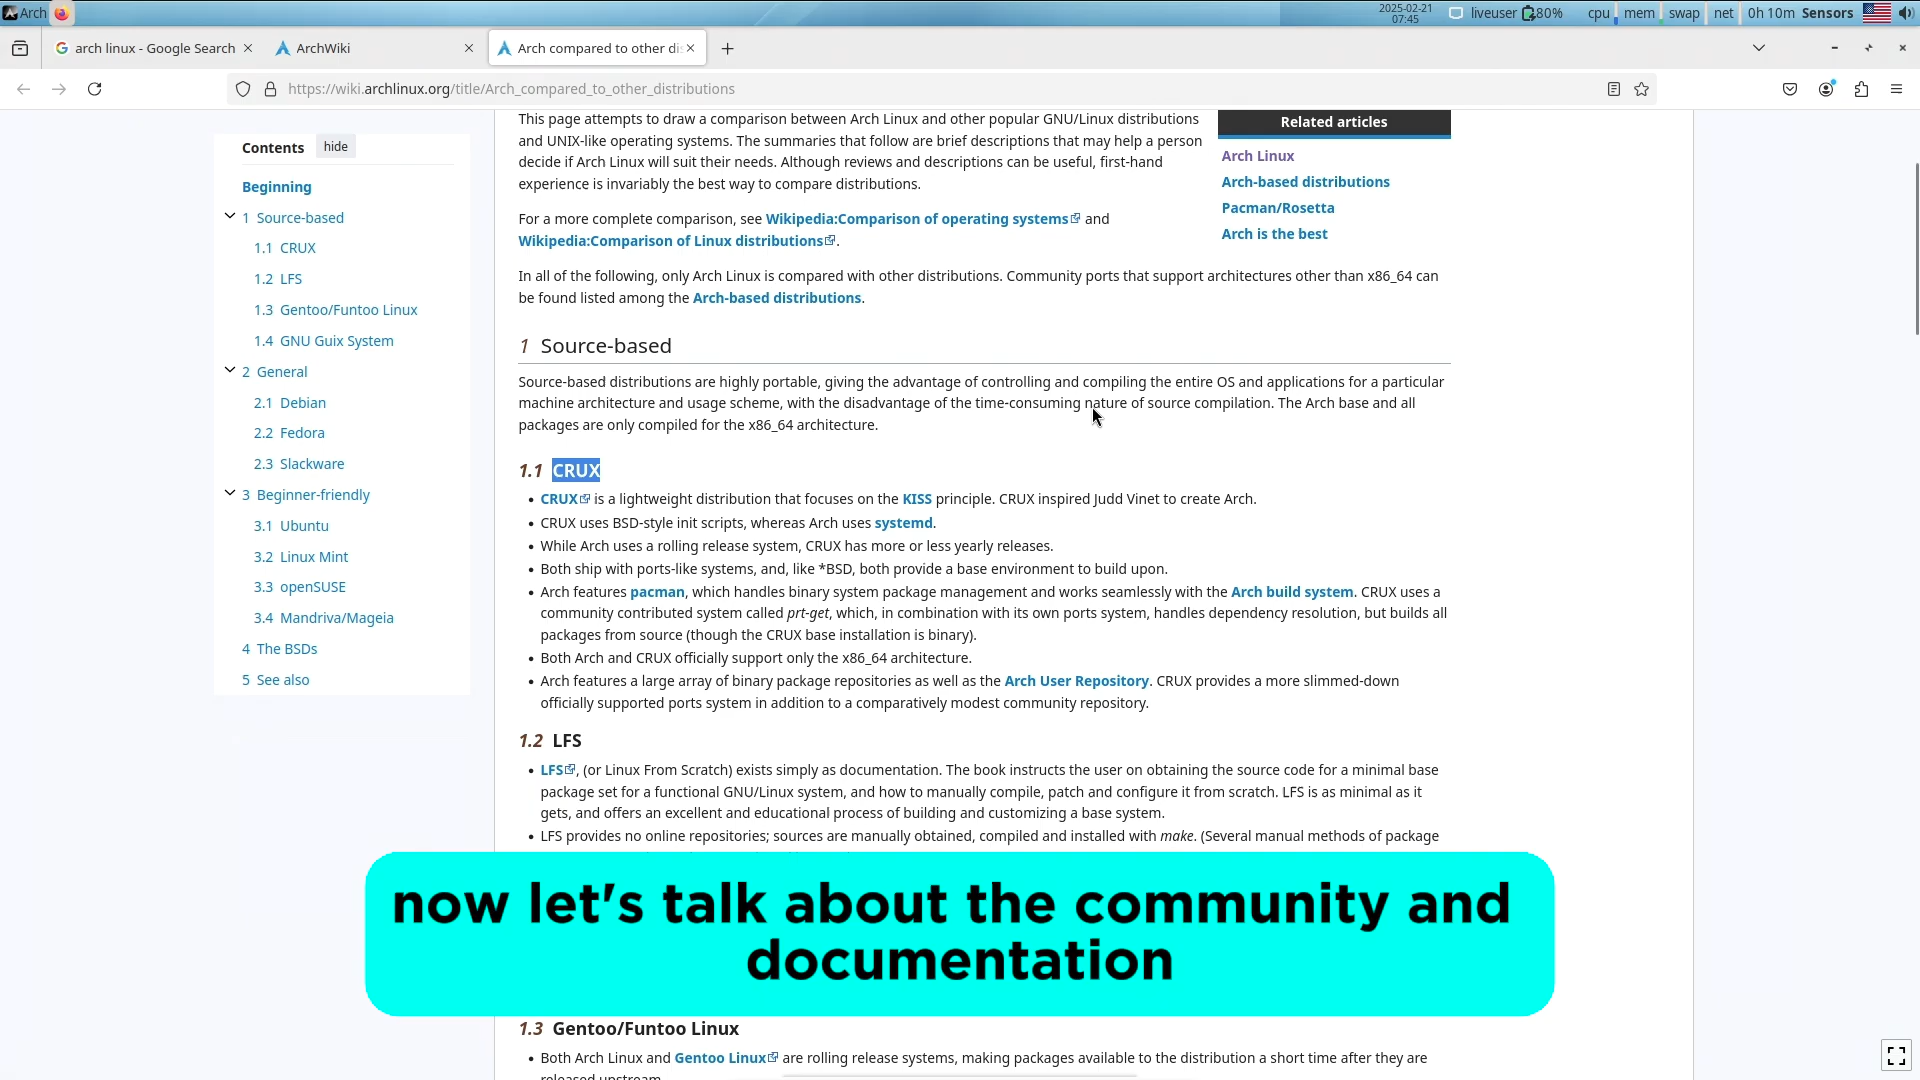 Arch
2025-02-21
07:45
liveuser 80% cpu mem swap net 0h 10m Sensors
arch linux - Google Search
ArchWiki
Arch compared to other di
https://wiki.archlinux.org/title/Arch_compared_to_other_distributions
Contents hide
Beginning
1 Source-based
1.1 CRUX
1.2 LFS
1.3 Gentoo/Funtoo Linux
1.4 GNU Guix System
2 General
2.1 Debian
2.2 Fedora
2.3 Slackware
3 Beginner-friendly
3.1 Ubuntu
3.2 Linux Mint
3.3 openSUSE
3.4 Mandriva/Mageia
4 The BSDs
5 See also
This page attempts to draw a comparison between Arch Linux and other popular GNU/Linux distributions
and UNIX-like operating systems. The summaries that follow are brief descriptions that may help a person
decide if Arch Linux will suit their needs. Although reviews and descriptions can be useful, first-hand
experience is invariably the best way to compare distributions.
For a more complete comparison, see Wikipedia:Comparison of operating systems and
Wikipedia:Comparison of Linux distributions.
Related articles
Arch Linux
Arch-based distributions
Pacman/Rosetta
Arch is the best
In all of the following, only Arch Linux is compared with other distributions. Community ports that support architectures other than x86_64 can
be found listed among the Arch-based distributions.
1 Source-based
Source-based distributions are highly portable, giving the advantage of controlling and compiling the entire OS and applications for a particular
machine architecture and usage scheme, with the disadvantage of the time-consuming nature of source compilation. The Arch base and all
packages are only compiled for the x86_64 architecture.
1.1 CRUX
• CRUX is a lightweight distribution that focuses on the KISS principle. CRUX inspired Judd Vinet to create Arch.
• CRUX uses BSD-style init scripts, whereas Arch uses systemd.
• While Arch uses a rolling release system, CRUX has more or less yearly releases.
• Both ship with ports-like systems, and, like *BSD, both provide a base environment to build upon.
• Arch features pacman, which handles binary system package management and works seamlessly with the Arch build system. CRUX uses a
community contributed system called prt-get, which, in combination with its own ports system, handles dependency resolution, but builds all
packages from source (though the CRUX base installation is binary).
• Both Arch and CRUX officially support only the x86_64 architecture.
• Arch features a large array of binary package repositories as well as the Arch User Repository. CRUX provides a more slimmed-down
officially supported ports system in addition to a comparatively modest community repository.
1.2 LFS
• LFS, (or Linux From Scratch) exists simply as documentation. The book instructs the user on obtaining the source code for a minimal base
package set for a functional GNU/Linux system, and how to manually compile, patch and configure it from scratch. LFS is as minimal as it
gets, and offers an excellent and educational process of building and customizing a base system.
• LFS provides no online repositories; sources are manually obtained, compiled and installed with make. (Several manual methods of package
now let's talk about the community and
documentation
1.3 Gentoo/Funtoo Linux
• Both Arch Linux and Gentoo Linux are rolling release systems, making packages available to the distribution a short time after they are
released upstream.